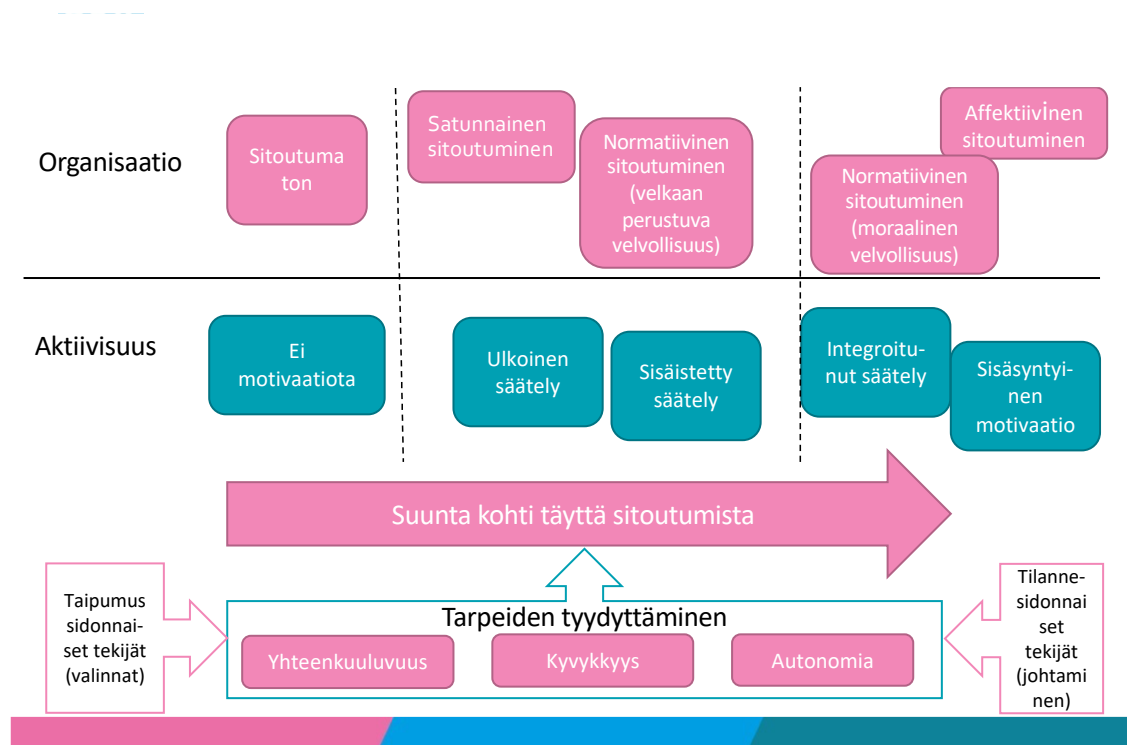 Organisaatio
Sitoutuma
ton
Satunnainen
sitoutuminen
Normatiivinen
sitoutuminen
(velkaan
perustuva
velvollisuus)
Affektiivinen
sitoutuminen
Normatiivinen
sitoutuminen
(moraalinen
velvollisuus)
Aktiivisuus
Ei
motivaatiota
Ulkoinen
säätely
Sisäistetty
säätely
Integroitu-
nut säätely
Sisäsyntyi-
nen
motivaatio
Suunta kohti täyttä sitoutumista
Taipumus
sidonnai-
set tekijät
(valinnat)
Tarpeiden tyydyttäminen
Yhteenkuuluvuus
Kyvykkyys
Autonomia
Tilanne-
sidonnai
set
tekijät
(johtami
nen)